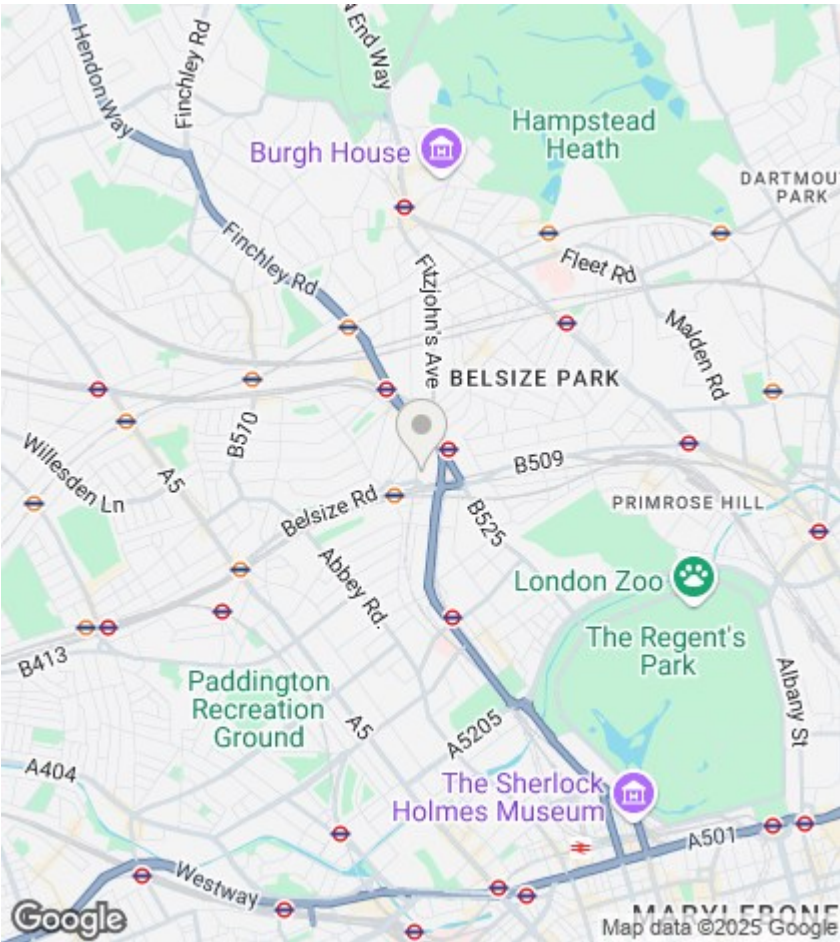 Hendon Way
Finchley Rd
N End Way
Burgh House
Hampstead
Heath
DARTMOU
PARK
Finchley Rd
Fitzjohn's Ave
Fleet Rd
Malden Rd
BELSIZE PARK
B510
Willesden Ln
A5
B509
Belsize Rd
B525
PRIMROSE HILL
Abbey Rd.
London Zoo
The Regent's
Park
B413
Paddington
Recreation
Ground
A5
A5205
Albany St
A404
The Sherlock
Holmes Museum
A501
Westway
MARYLEBONE
Google
Map data ©2025 Google